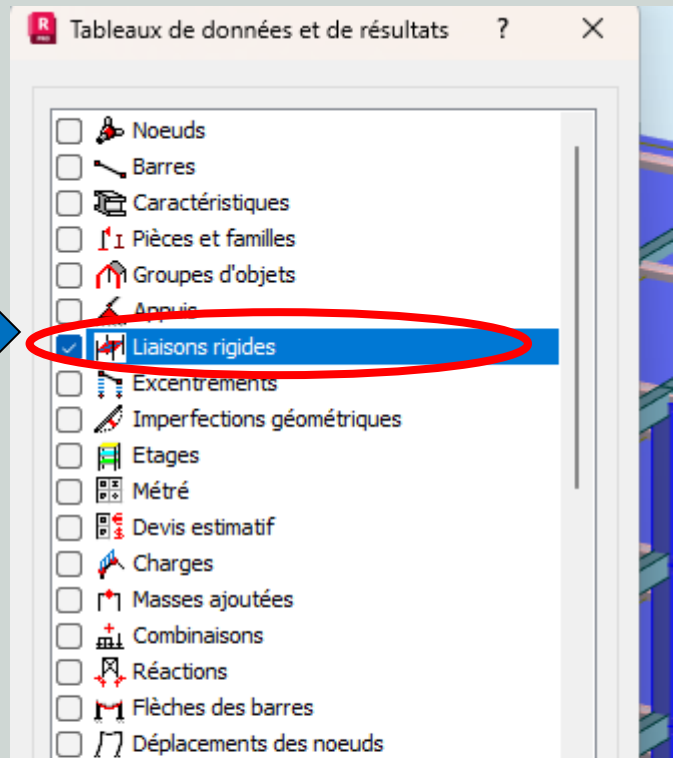 R
PRO
Tableaux de données et de résultats ? ×
Noeuds
Barres
Caractéristiques
Pièces et familles
Groupes d'objets
Appuis
Liaisons rigides
Excentrements
Imperfections géométriques
Etages
Métré
Devis estimatif
Charges
Masses ajoutées
Combinaisons
Réactions
Flèches des barres
Déplacements des noeuds